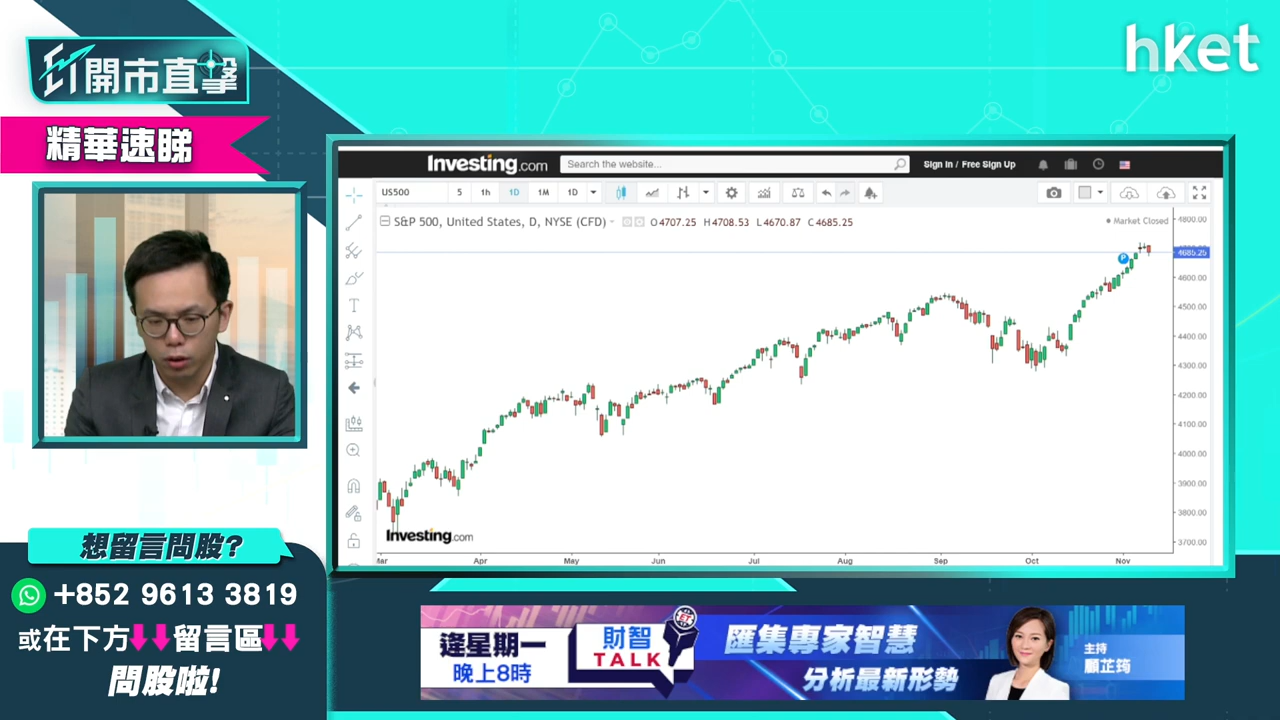 hket
ET開市直擊
精華速睇
Investing.com
Search the website...
Sign In / Free Sign Up
US500
5
1h
1D
1M
1D
S&P 500, United States, D, NYSE (CFD)
O4707.25 H4708.53 L4670.87 C4685.25
Market Closed
4800.00
4685.25
4600.00
4500.00
4400.00
4300.00
4200.00
4100.00
4000.00
3900.00
3800.00
3700.00
P
T
Investing.com
Mar Apr May Jun Jul Aug Sep Oct Nov
想留言問股?
+852 9613 3819
或在下方留言區
問股啦!
逢星期一
晚上8時
財智
TALK
匯集專家智慧
分析最新形勢
主持
顧芷筠